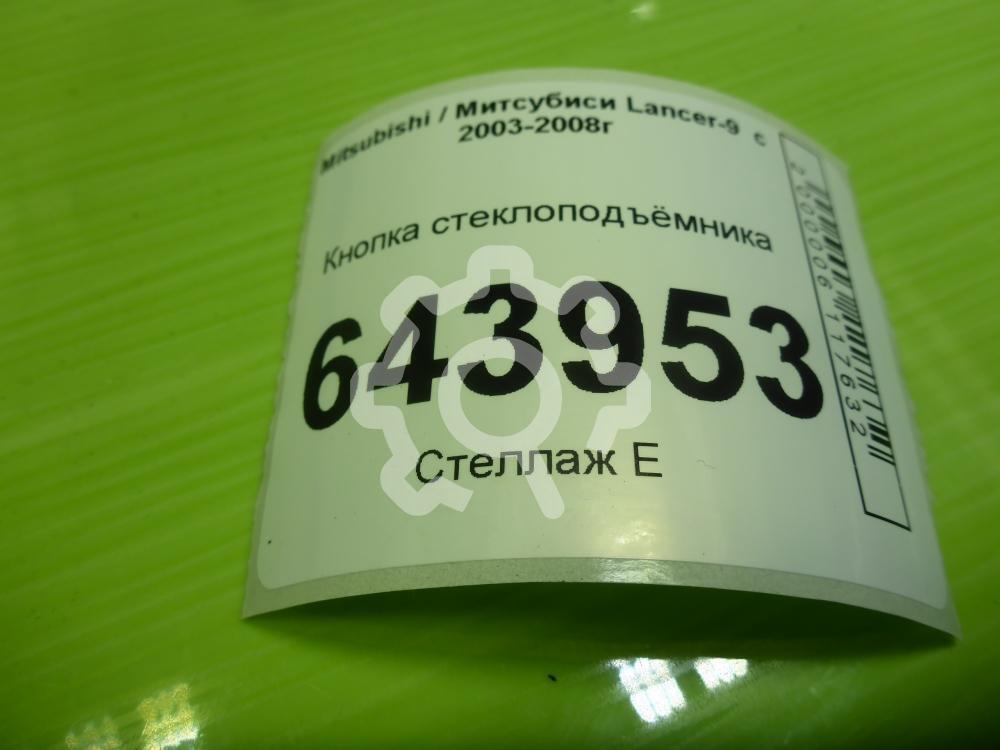 Mitsubishi / Митсубиси Lancer-9 с
2003-2008г
Кнопка стеклоподъёмника
643953
Стеллаж Е
2000006117632